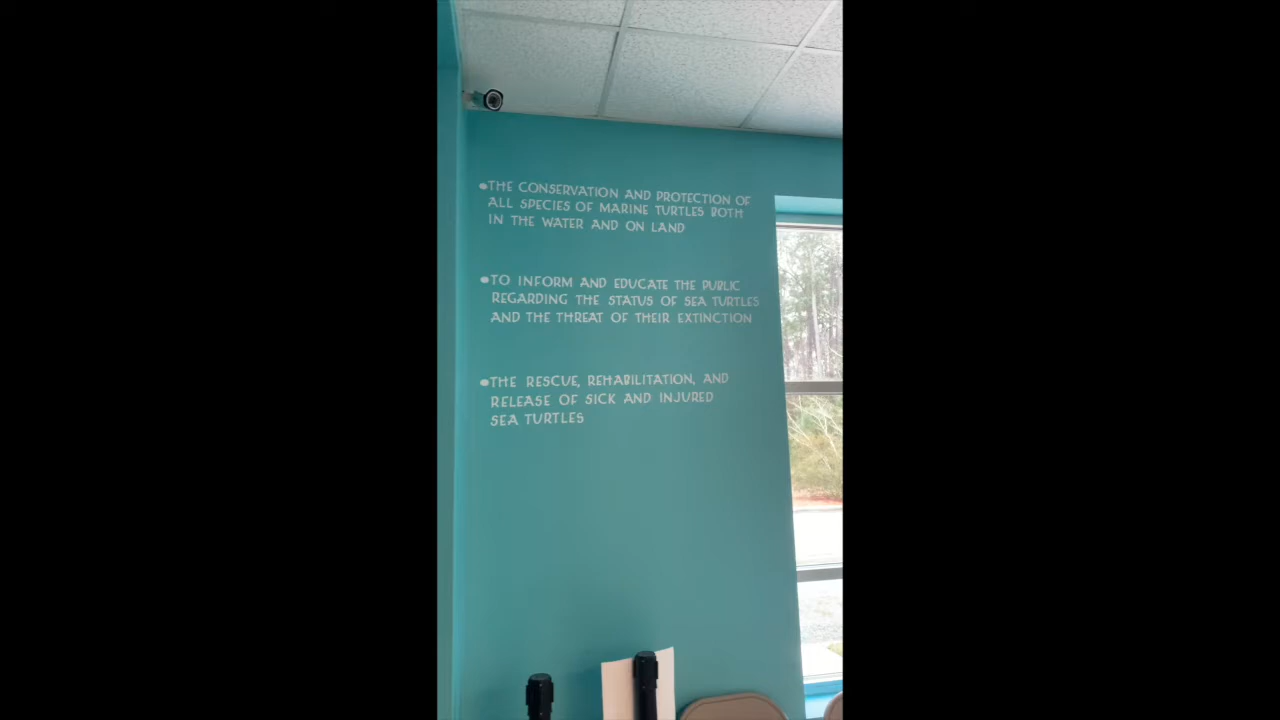 •THE CONSERVATION AND PROTECTION OF
ALL SPECIES OF MARINE TURTLES BOTH
IN THE WATER AND ON LAND
•TO INFORM AND EDUCATE THE PUBLIC
REGARDING THE STATUS OF SEA TURTLES
AND THE THREAT OF THEIR EXTINCTION
•THE RESCUE, REHABILITATION, AND
RELEASE OF SICK AND INJURED
SEA TURTLES